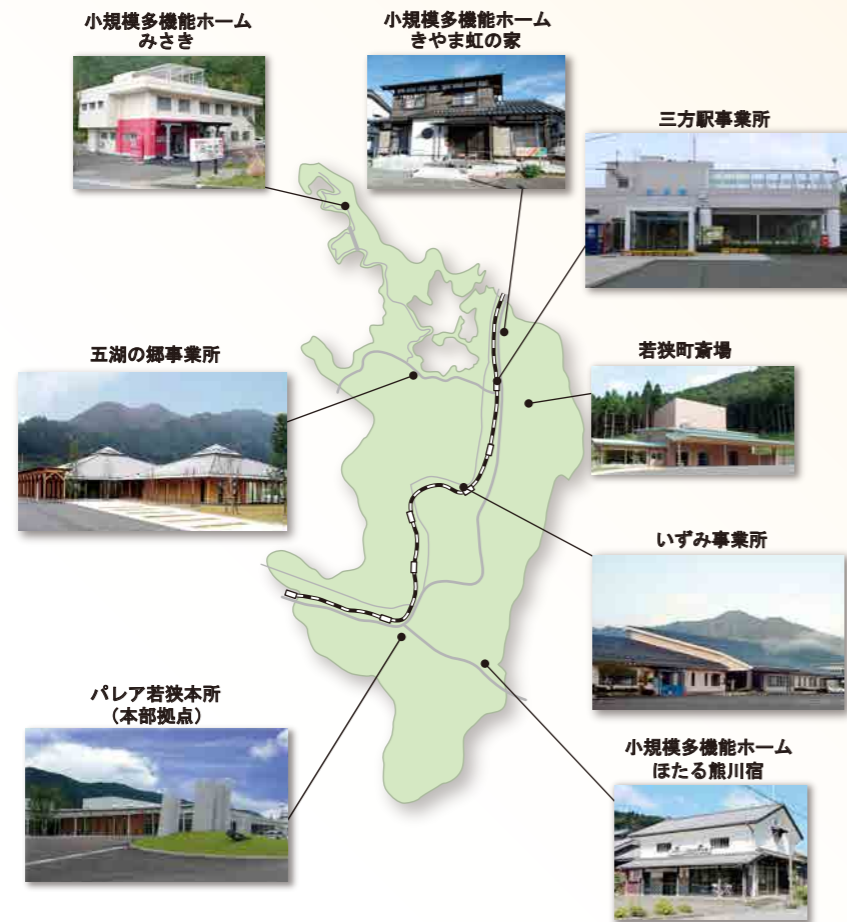 小規模多機能ホーム
みさき
小規模多機能ホーム
きやま虹の家
三方駅事業所
五湖の郷事業所
若狭町斎場
いずみ事業所
パレア若狭本所
(本部拠点)
小規模多機能ホーム
ほたる熊川宿